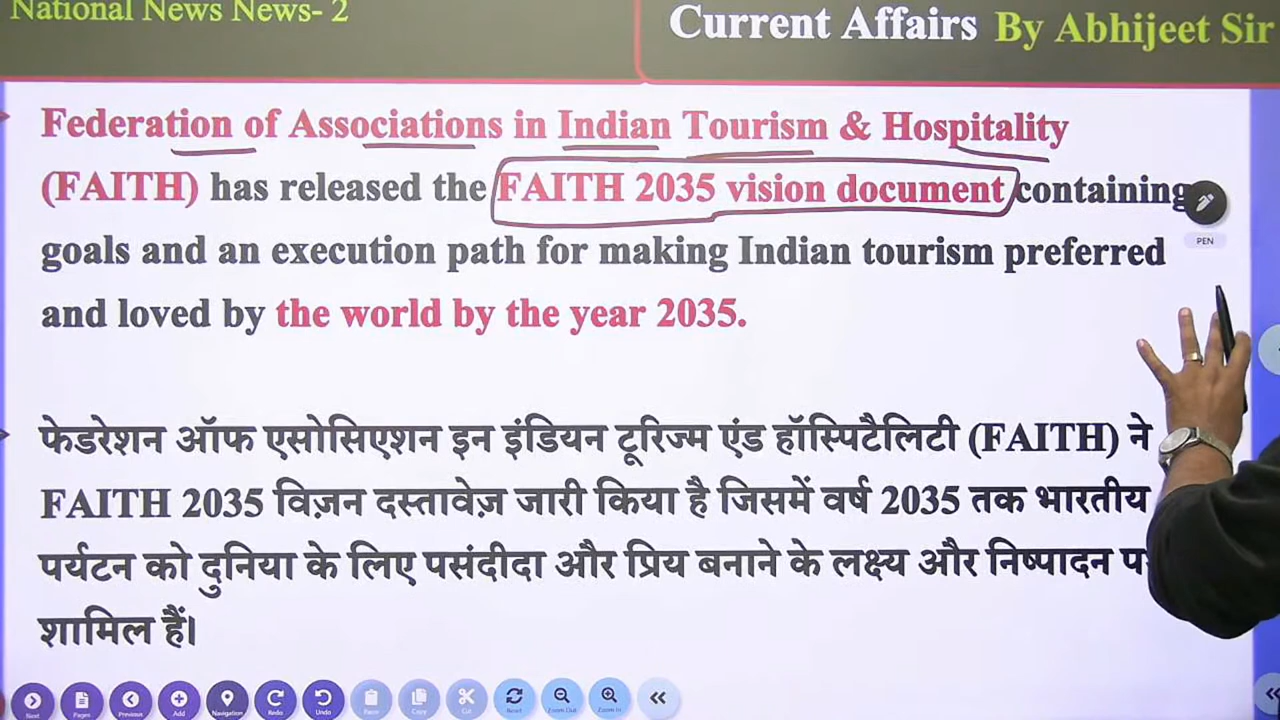 National News News- 2
Current Affairs By Abhijeet Sir
Federation of Associations in Indian Tourism & Hospitality
(FAITH) has released the FAITH 2035 vision document containing
PEN
goals and an execution path for making Indian tourism preferred
and loved by the world by the year 2035.
फेडरेशन ऑफ एसोसिएशन इन इंडियन टूरिज्म एंड हॉस्पिटैलिटी (FAITH) ने
FAITH 2035 विज़न दस्तावेज़ जारी किया है जिसमें वर्ष 2035 तक भारतीय
पर्यटन को दुनिया के लिए पसंदीदा और प्रिय बनाने के लक्ष्य और निष्पादन
शामिल हैं।
Next Pages Previous Add Navigation Redo Undo Paste Copy Cut Reset Zoom Out Zoom In